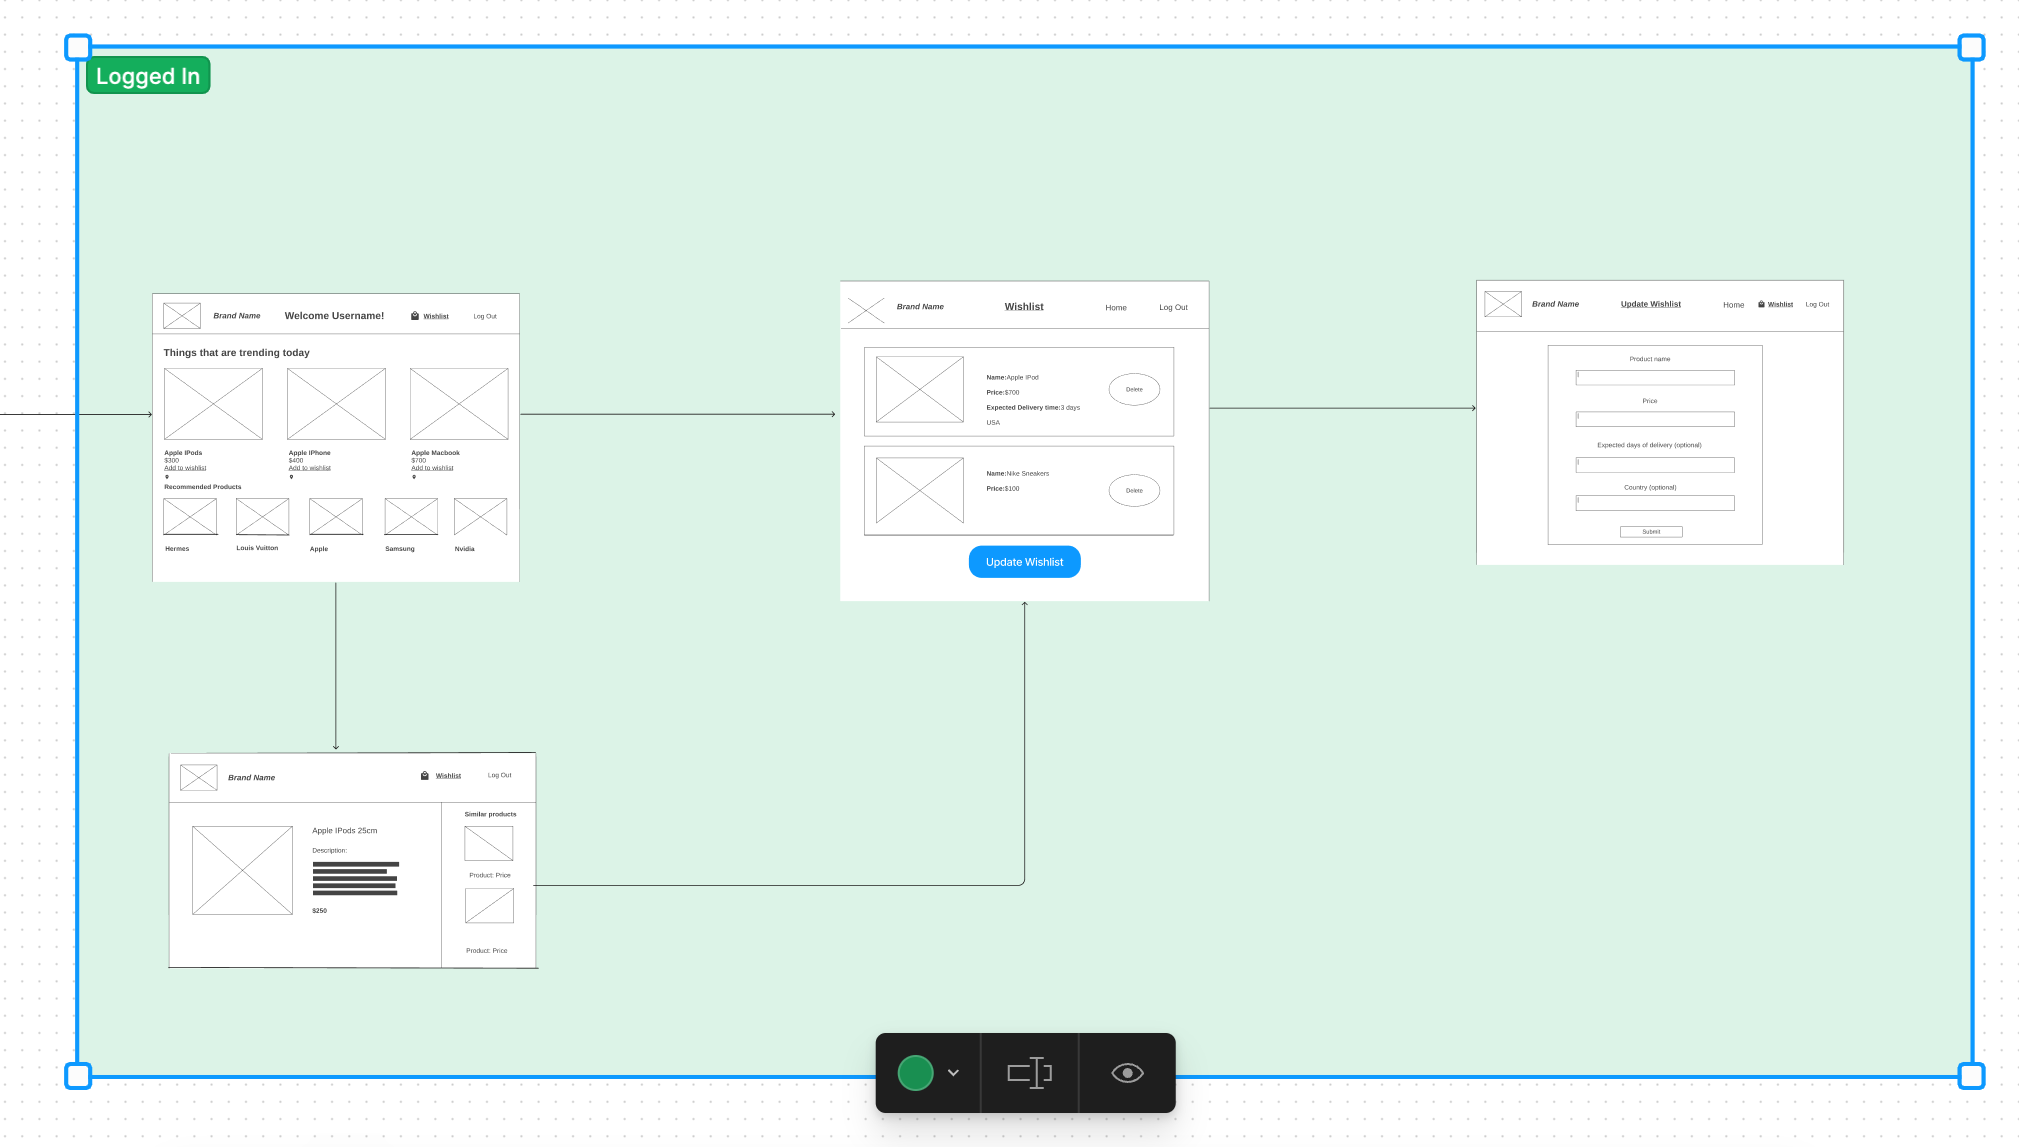 Logged In
Brand Name
Welcome Username!
Wishlist
Log Out
Things that are trending today
Apple IPods
$300
Add to wishlist
Apple IPhone
$400
Add to wishlist
Apple Macbook
$700
Add to wishlist
Recommended Products
Hermes
Louis Vuitton
Apple
Samsung
Nvidia
Brand Name
Wishlist
Home
Log Out
Name:Apple IPod
Price:$700
Expected Delivery time:3 days
USA
Delete
Name:Nike Sneakers
Price:$100
Delete
Update Wishlist
Brand Name
Update Wishlist
Home
Wishlist
Log Out
Product name
Price
Expected days of delivery (optional)
Country (optional)
Submit
Brand Name
Wishlist
Log Out
Apple IPods 25cm
Description:
$250
Similar products
Product: Price
Product: Price